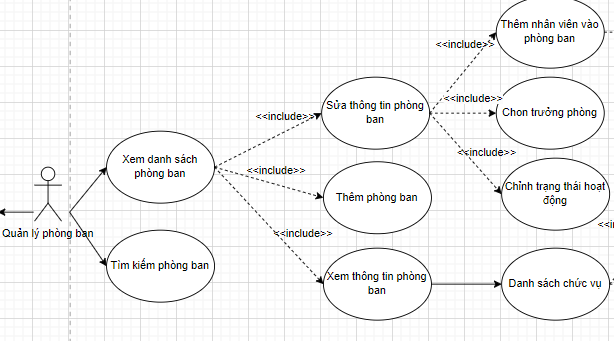 Thêm nhân viên vào
phòng ban
<<include>>
Sửa thông tin phòng
ban
<<include>>
Chon trưởng phòng
<<include>>
<<include>>
Xem danh sách
phòng ban
<<include>>
Chỉnh trạng thái hoạt
động
Thêm phòng ban
<<in
Quản lý phòng ban
<<include>>
Tìm kiếm phòng ban
Xem thông tin phòng
ban
Danh sách chức vụ